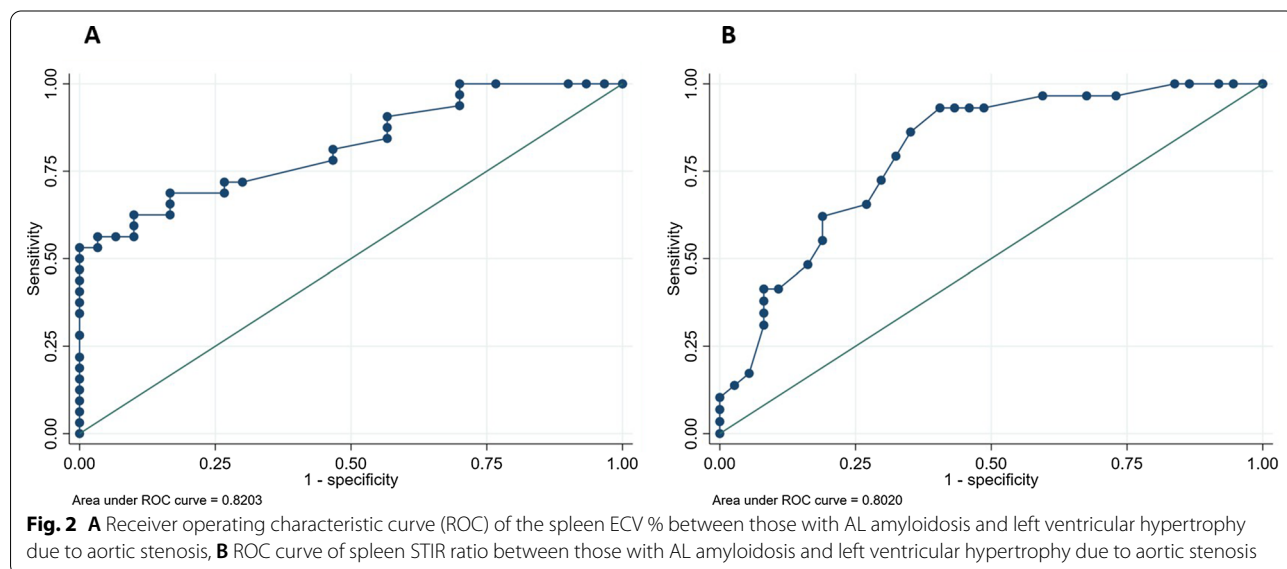 A
B
1.00
0.75
0.50
0.25
0.00
Sensitivity
0.00 0.25 0.50 0.75 1.00
1 - specificity
Area under ROC curve = 0.8203
1.00
0.75
0.50
0.25
0.00
Sensitivity
0.00 0.25 0.50 0.75 1.00
1 - specificity
Area under ROC curve = 0.8020
Fig. 2 A Receiver operating characteristic curve (ROC) of the spleen ECV % between those with AL amyloidosis and left ventricular hypertrophy
due to aortic stenosis, B ROC curve of spleen STIR ratio between those with AL amyloidosis and left ventricular hypertrophy due to aortic stenosis